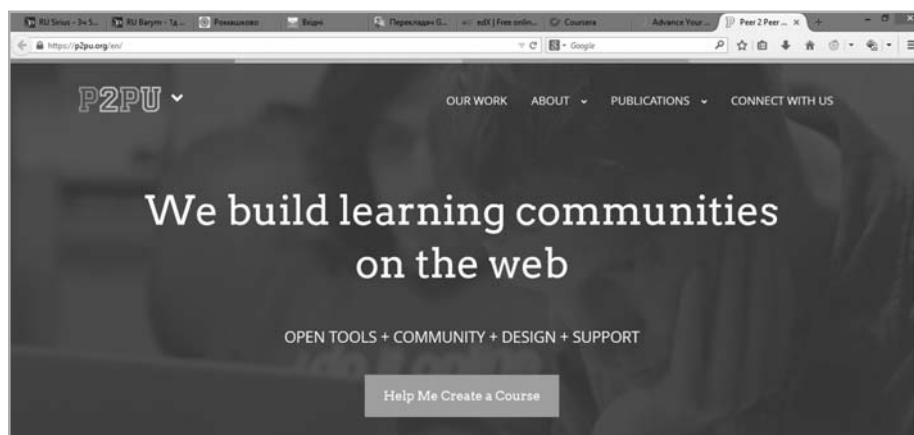 RU Sirius - 3ч 5...
RU Barym - 1д ...
Ромашково
Вхідні
Перекладач G...
edX | Free onlin...
Coursera
Advance Your ...
Peer 2 Peer ...
https://p2pu.org/en/
Google
P2PU
OUR WORK ABOUT PUBLICATIONS CONNECT WITH US
We build learning communities
on the web
OPEN TOOLS + COMMUNITY + DESIGN + SUPPORT
Help Me Create a Course